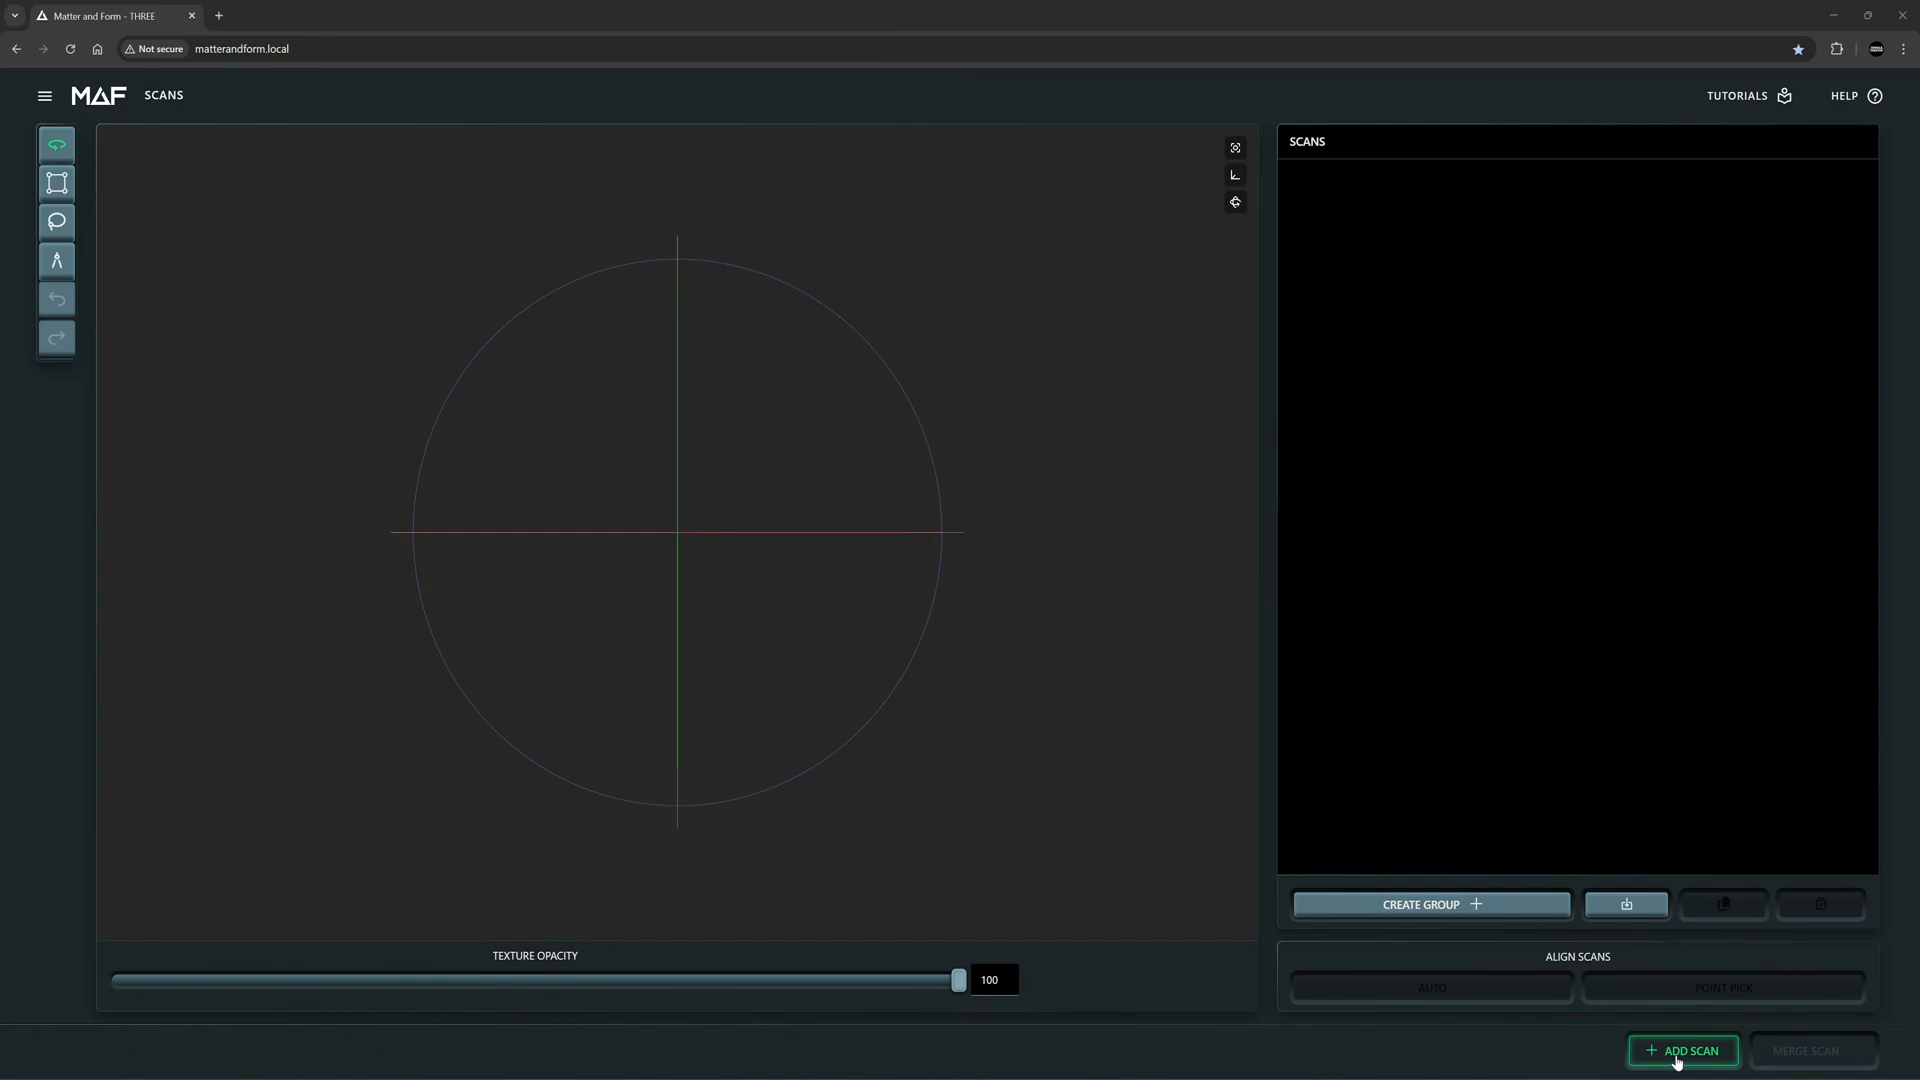 Matter and Form - THREE
Not secure
matterandform.local
MAF
SCANS
TUTORIALS
HELP
SCANS
CREATE GROUP
TEXTURE OPACITY
100
ALIGN SCANS
AUTO
POINT PICK
ADD SCAN
MERGE SCAN